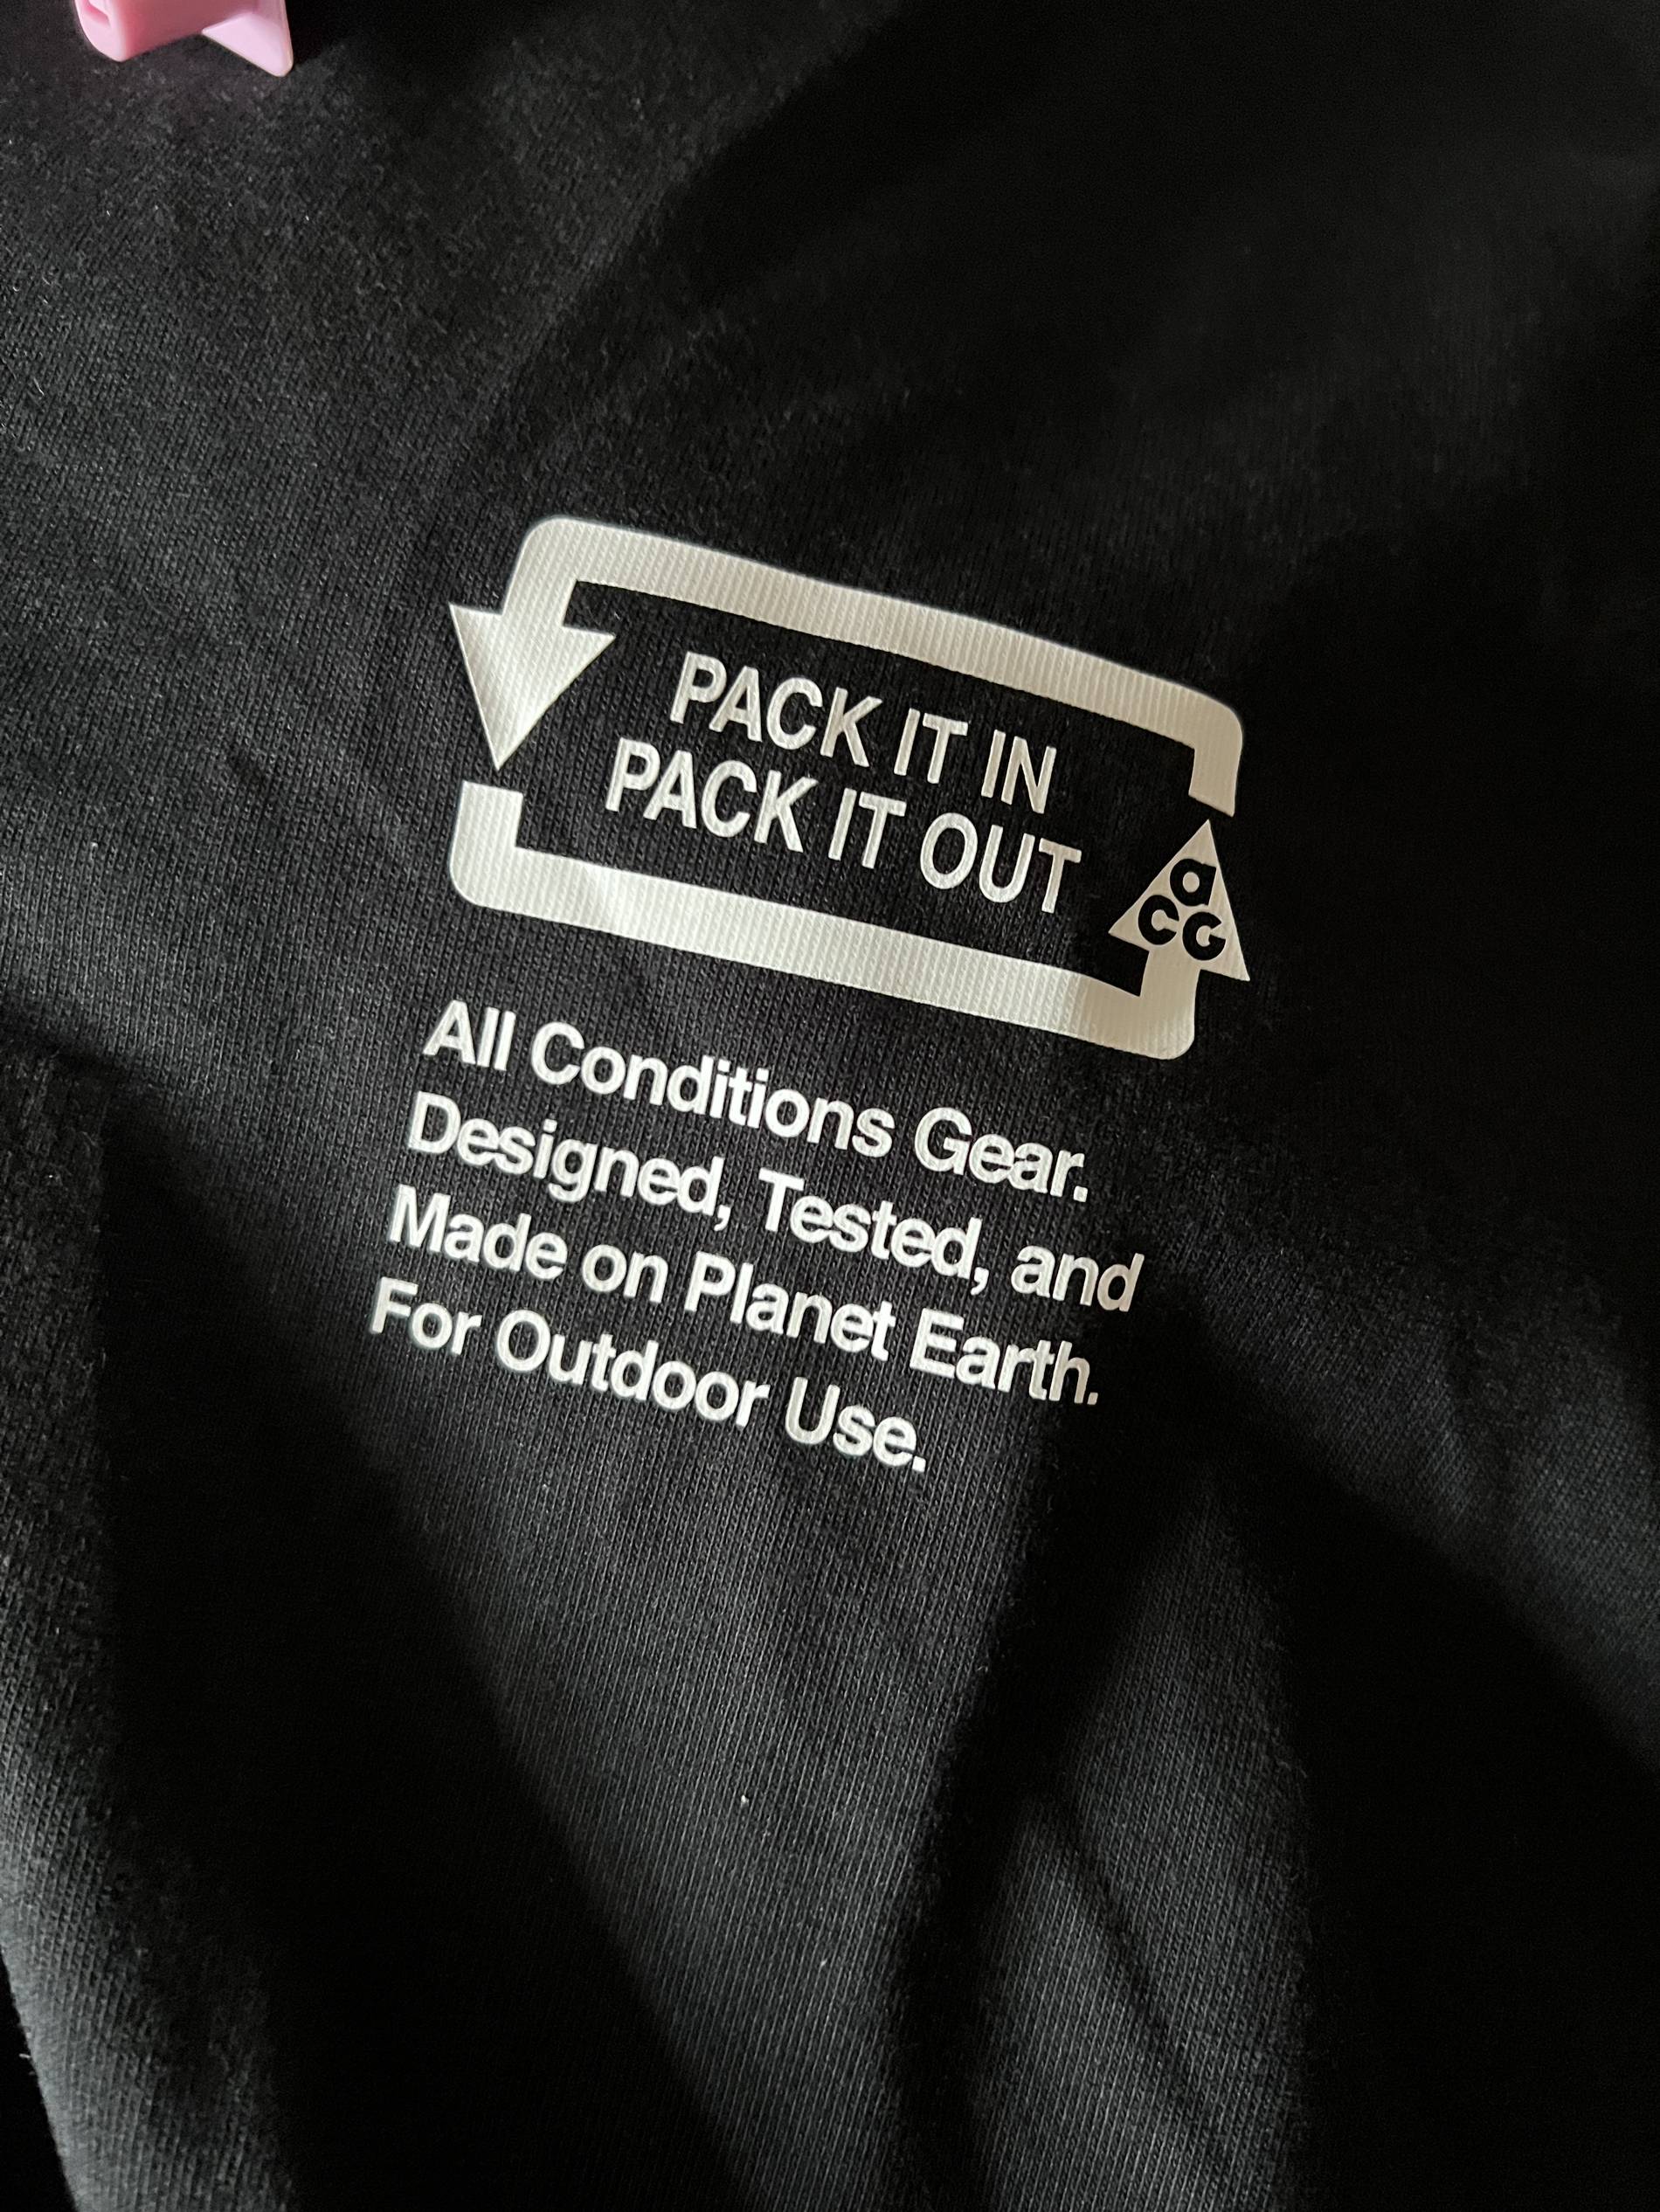 PACK IT IN
PACK IT OUT
a
CG
All Conditions Gear.
Designed, Tested, and
Made on Planet Earth.
For Outdoor Use.